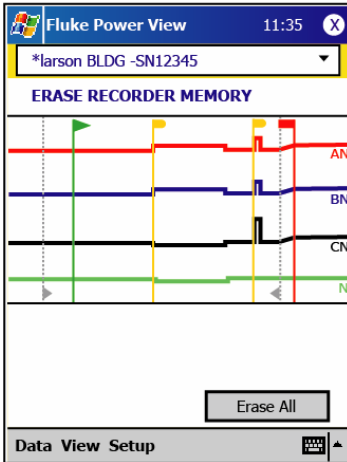 Fluke Power View 11:35 X
*larson BLDG -SN12345
ERASE RECORDER MEMORY
AN
BN
CN
N
Erase All
Data View Setup